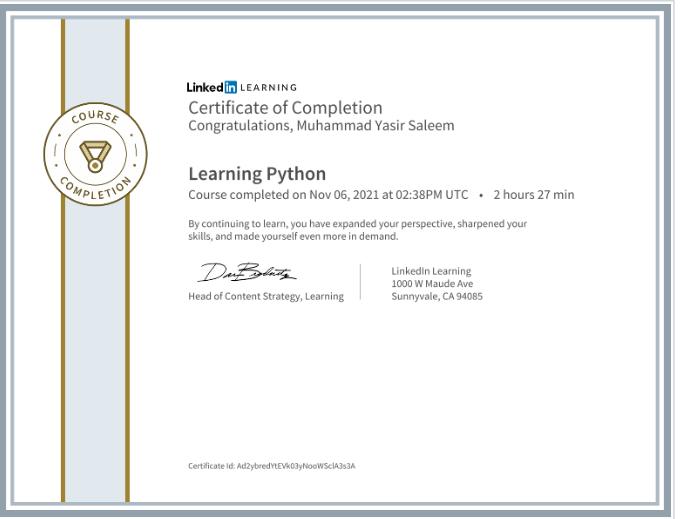 COURSE
COMPLETION
Linked in LEARNING
Certificate of Completion
Congratulations, Muhammad Yasir Saleem
Learning Python
Course completed on Nov 06, 2021 at 02:38PM UTC • 2 hours 27 min
By continuing to learn, you have expanded your perspective, sharpened your
skills, and made yourself even more in demand.
Head of Content Strategy, Learning
LinkedIn Learning
1000 W Maude Ave
Sunnyvale, CA 94085
Certificate Id: Ad2ybredYtEVk03yNooWSclA3s3A